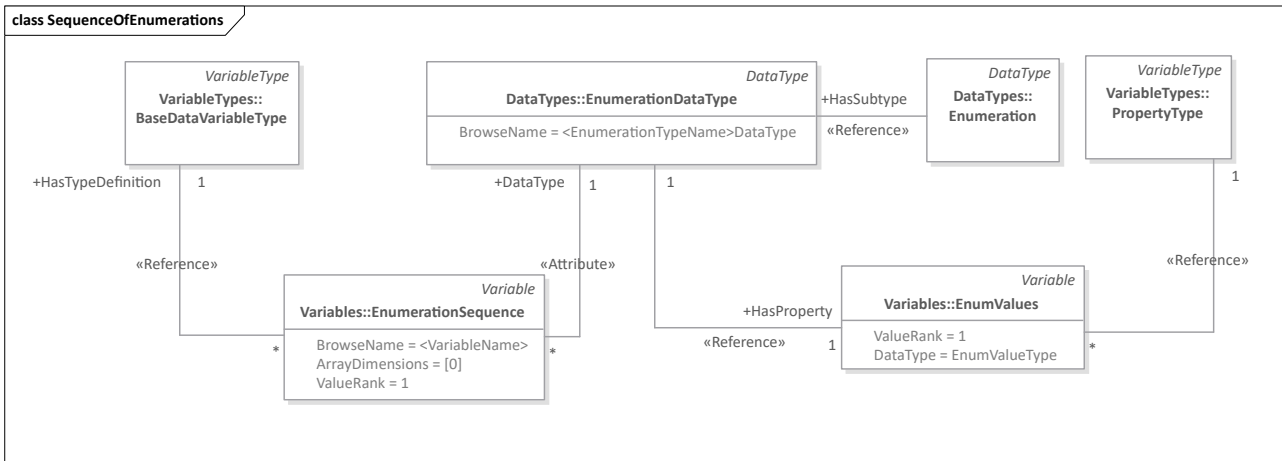 class SequenceOfEnumerations
VariableType
VariableTypes::
BaseDataVariableType
DataType
DataTypes::EnumerationDataType
BrowseName = <EnumerationTypeName>DataType
+HasSubtype
«Reference»
DataType
DataTypes::
Enumeration
VariableType
VariableTypes::
PropertyType
+HasTypeDefinition
1
+DataType
1
1
1
«Reference»
«Attribute»
«Reference»
Variable
Variables::EnumerationSequence
BrowseName = <VariableName>
ArrayDimensions = [0]
ValueRank = 1
*
*
+HasProperty
«Reference»
1
Variable
Variables::EnumValues
ValueRank = 1
DataType = EnumValueType
*